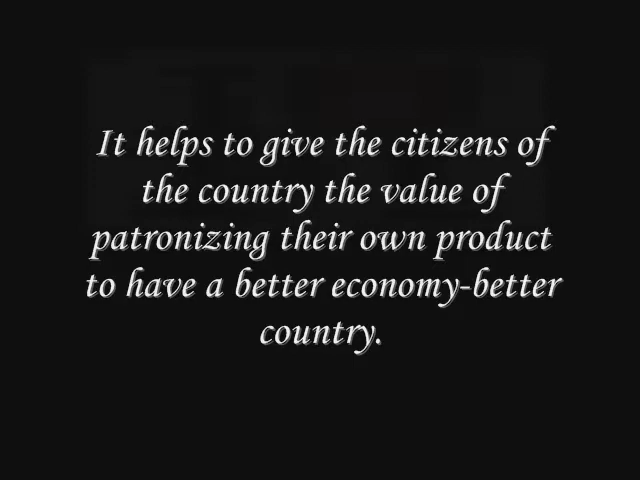 It helps to give the citizens of
the country the value of
patronizing their own product
to have a better economy-better
country.